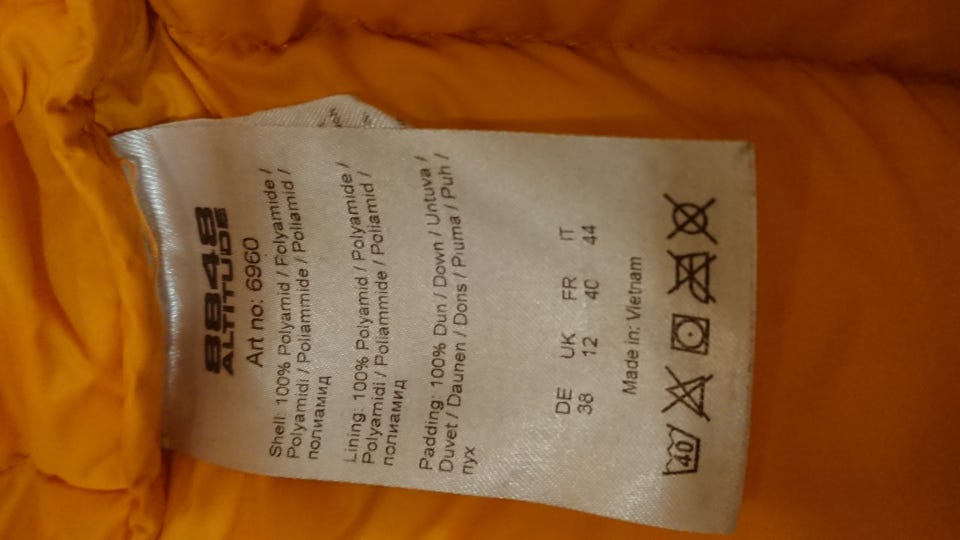 8848
ALTITUDE
Art no: 6960
Shell: 100% Polyamid / Polyamide /
Polyamidi / Poliammide / Poliamid /
полиамид
Lining: 100% Polyamid / Polyamide /
Polyamidi / Poliammide / Poliamid /
полиамид
Padding: 100% Dun / Down / Untuva /
Duvet / Daunen / Dons / Piuma / Puh /
пух
DE UK FR IT
38 12 40 44
Made in: Vietnam
40